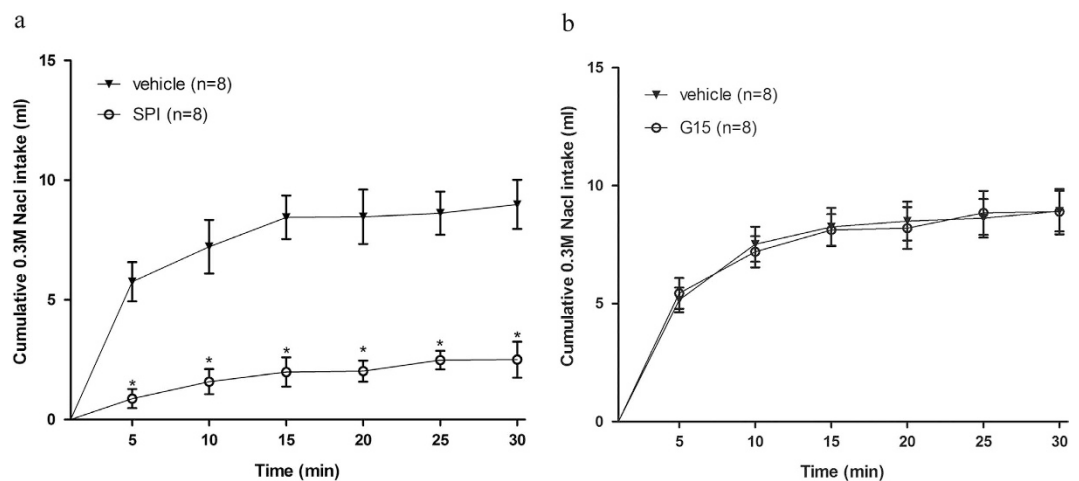 a
Cumulative 0.3M Nacl intake (ml)
15
10
5
0
vehicle (n=8)
SPI (n=8)
*
*
*
*
*
*
5
10
15
20
25
30
Time (min)
b
Cumulative 0.3M Nacl intake (ml)
15
10
5
0
vehicle (n=8)
G15 (n=8)
5
10
15
20
25
30
Time (min)